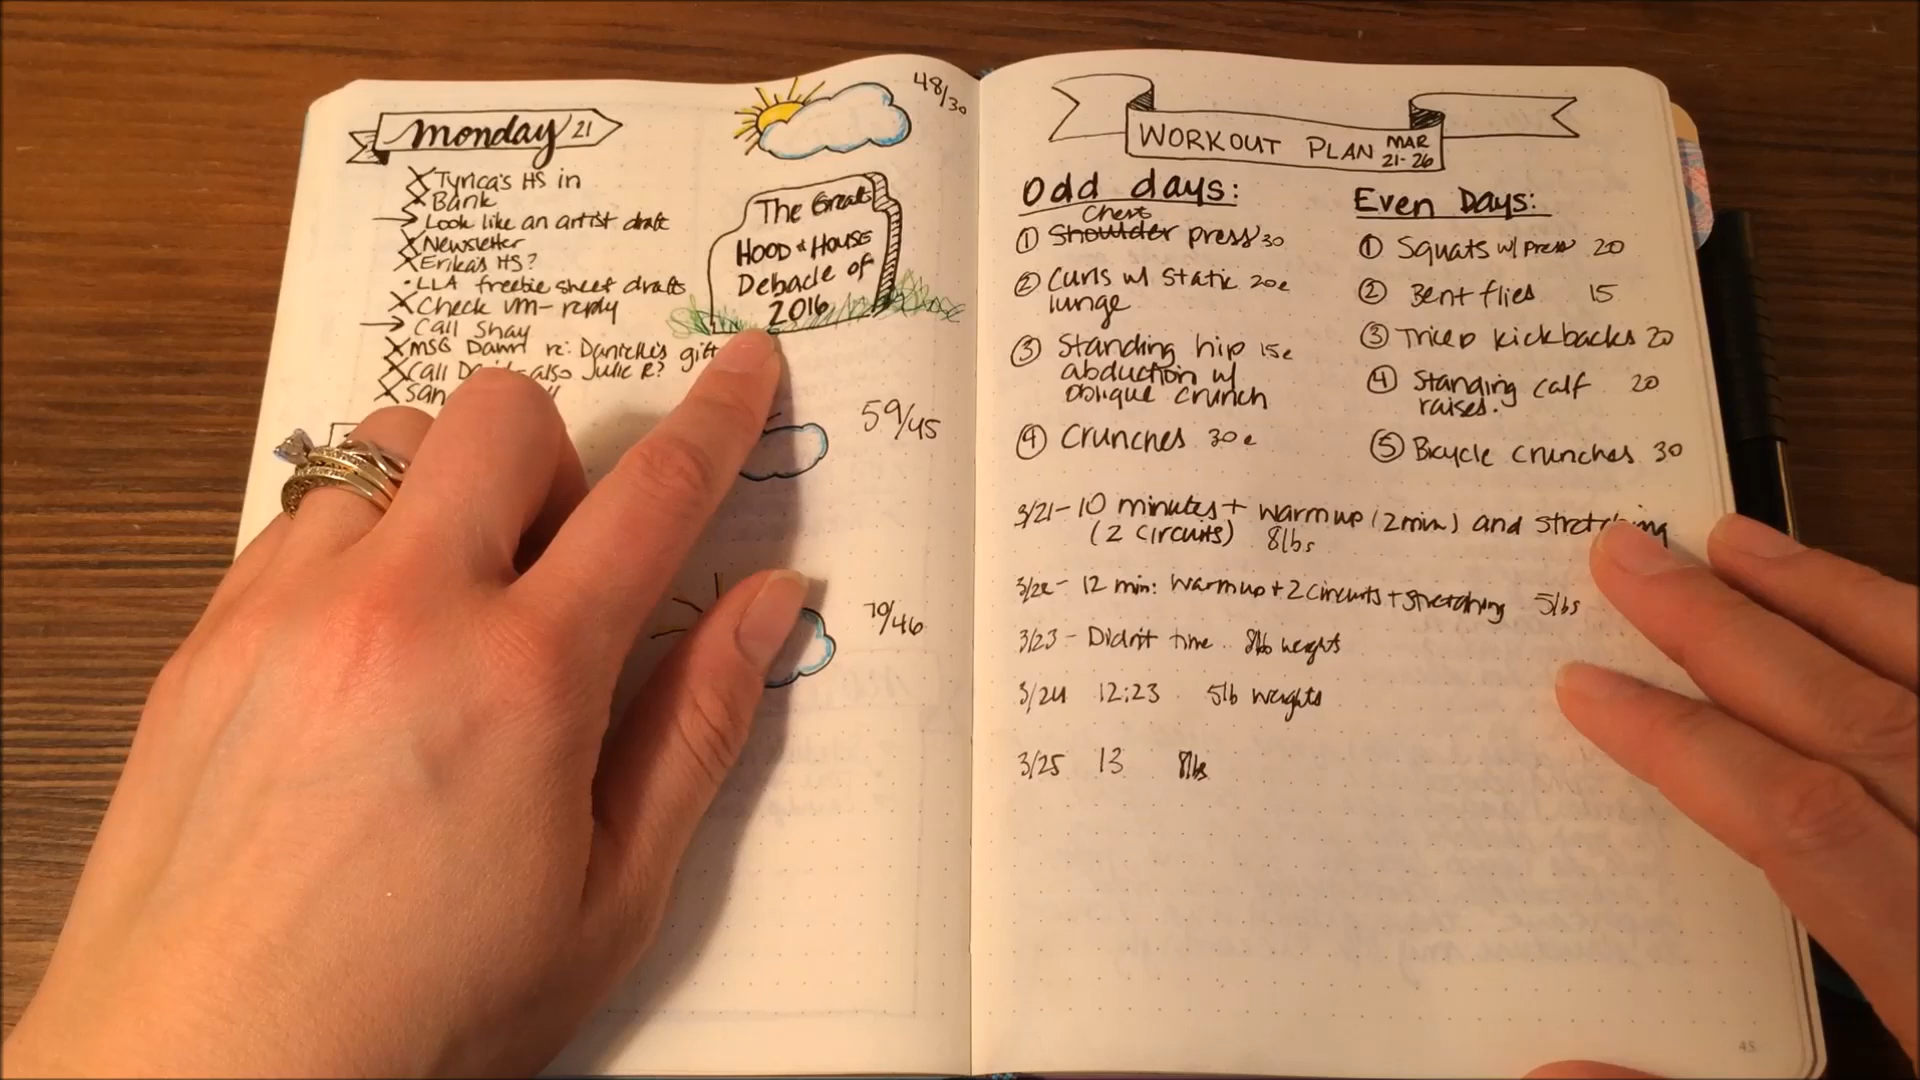 monday 21
48/30
X Tyrica's HS in
X Bank
→ Look like an artist draft
X Newsletter
X Erika's HS?
· LLA freebie sheet drafts
X Check vm - reply
→ Call Shay
X MSG Dawn re: Danielle's gift
X Call also Julie R?
The Great
HOOD & HOUSE
Debacle of
2016
59/45
70/46
WORKOUT PLAN MAR
21-26
Odd days:
Chest
① Shoulder press 30
② Curls w/ static 20e
lunge
③ Standing hip 15e
abduction w/
oblique crunch
④ Crunches 30e
Even Days:
① Squats w/ press 20
② Bent flies 15
③ Tricep kickbacks 20
④ Standing calf 20
raises.
⑤ Bicycle crunches 30
3/21 - 10 minutes + warmup (2min) and stretching
(2 circuits) 8lbs
3/22 - 12 min: warmup + 2 circuits + stretching 5lbs
3/23 - Didn't time.. 8lb weights
3/24 12:23 5lb weights
3/25 13 8lbs
45